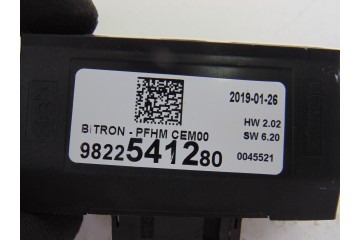 2019-01-26
BITRON - PFHM CEM00
HW 2.02
SW 6.20
9822541280
0045521